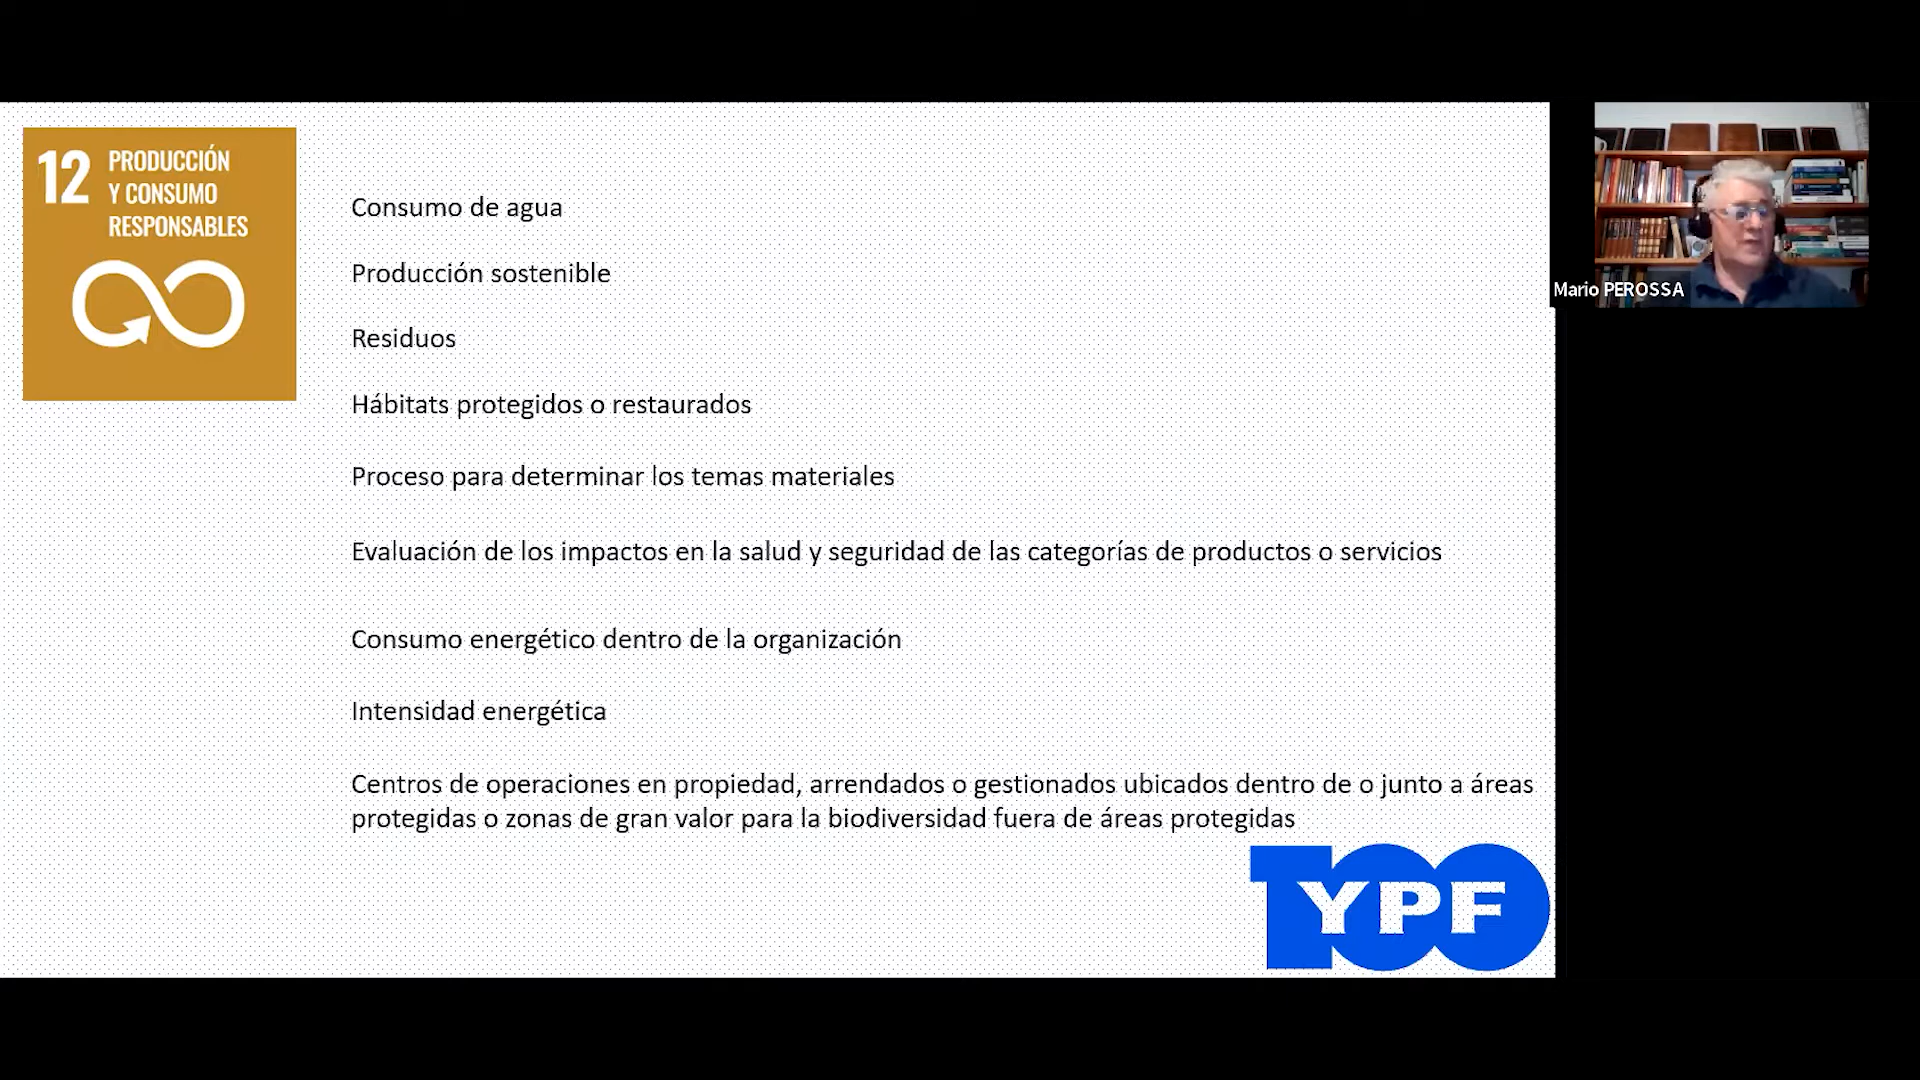 12 PRODUCCIÓN
Y CONSUMO
RESPONSABLES
Consumo de agua
Producción sostenible
Residuos
Hábitats protegidos o restaurados
Proceso para determinar los temas materiales
Evaluación de los impactos en la salud y seguridad de las categorías de productos o servicios
Consumo energético dentro de la organización
Intensidad energética
Centros de operaciones en propiedad, arrendados o gestionados ubicados dentro de o junto a áreas
protegidas o zonas de gran valor para la biodiversidad fuera de áreas protegidas
100
YPF
Mario PEROSSA